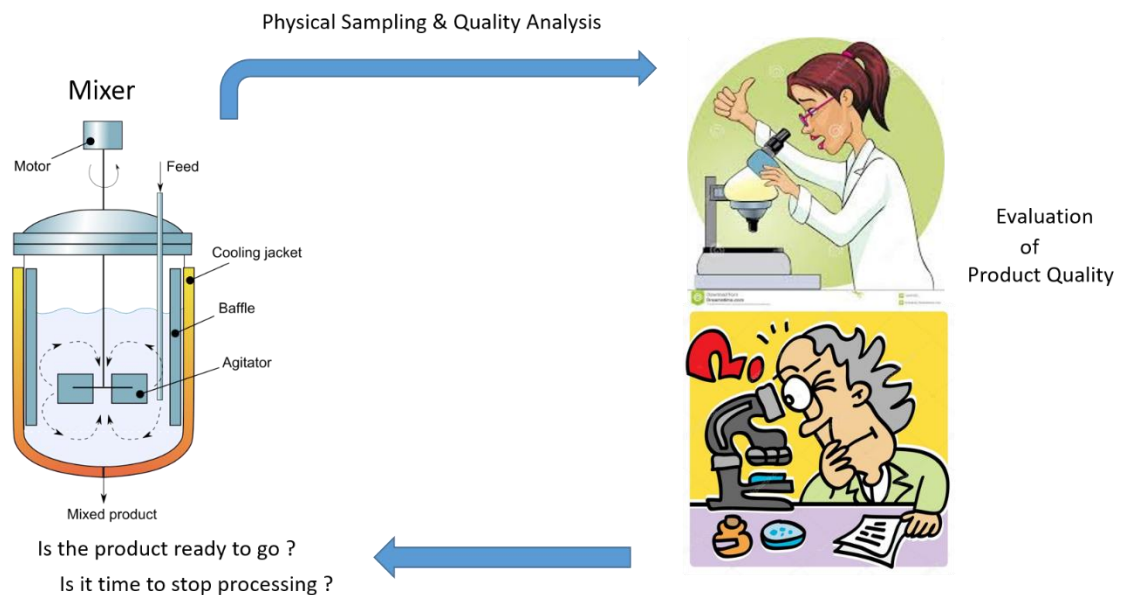 Physical Sampling & Quality Analysis
Mixer
Motor
Feed
Cooling jacket
Baffle
Agitator
Mixed product
Evaluation
of
Product Quality
Is the product ready to go ?
Is it time to stop processing ?